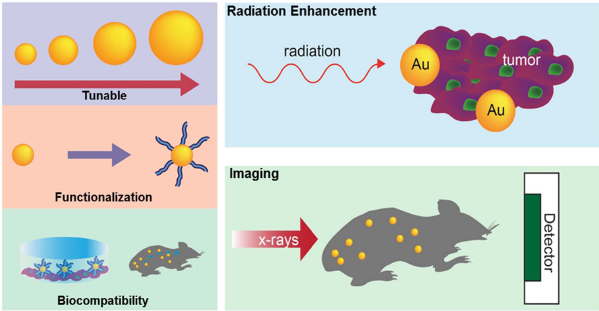 Tunable
Functionalization
Biocompatibility
Radiation Enhancement
radiation
Au
tumor
Au
Imaging
x-rays
Detector